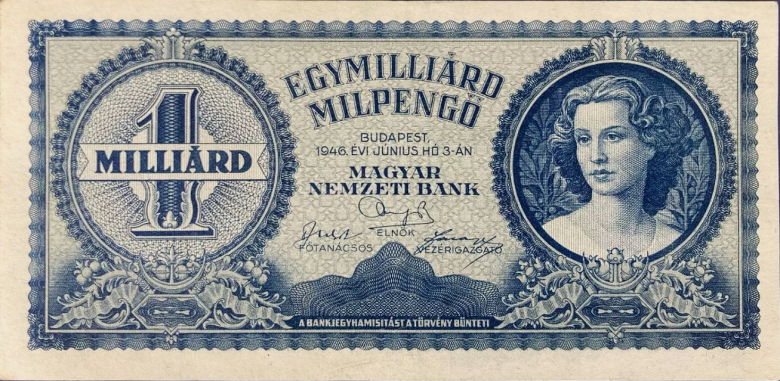 1
MILLIÁRD
EGYMILLIÁRD
MILPENGŐ
BUDAPEST,
1946. ÉVI JÚNIUS HÓ 3-ÁN
MAGYAR
NEMZETI BANK
ELNÖK
FŐTANÁCSOS
VEZÉRIGAZGATÓ
A BANKJEGYHAMISÍTÁST A TÖRVÉNY BÜNTETI